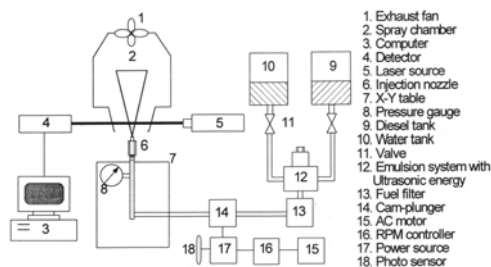 1
2
10
9
4
5
11
6
7
12
8
14
13
3
18
17
16
15
1. Exhaust fan
2. Spray chamber
3. Computer
4. Detector
5. Laser source
6. Injection nozzle
7. X-Y table
8. Pressure gauge
9. Diesel tank
10. Water tank
11. Valve
12. Emulsion system with
Ultrasonic energy
13. Fuel filter
14. Cam-plunger
15. AC motor
16. RPM controller
17. Power source
18. Photo sensor